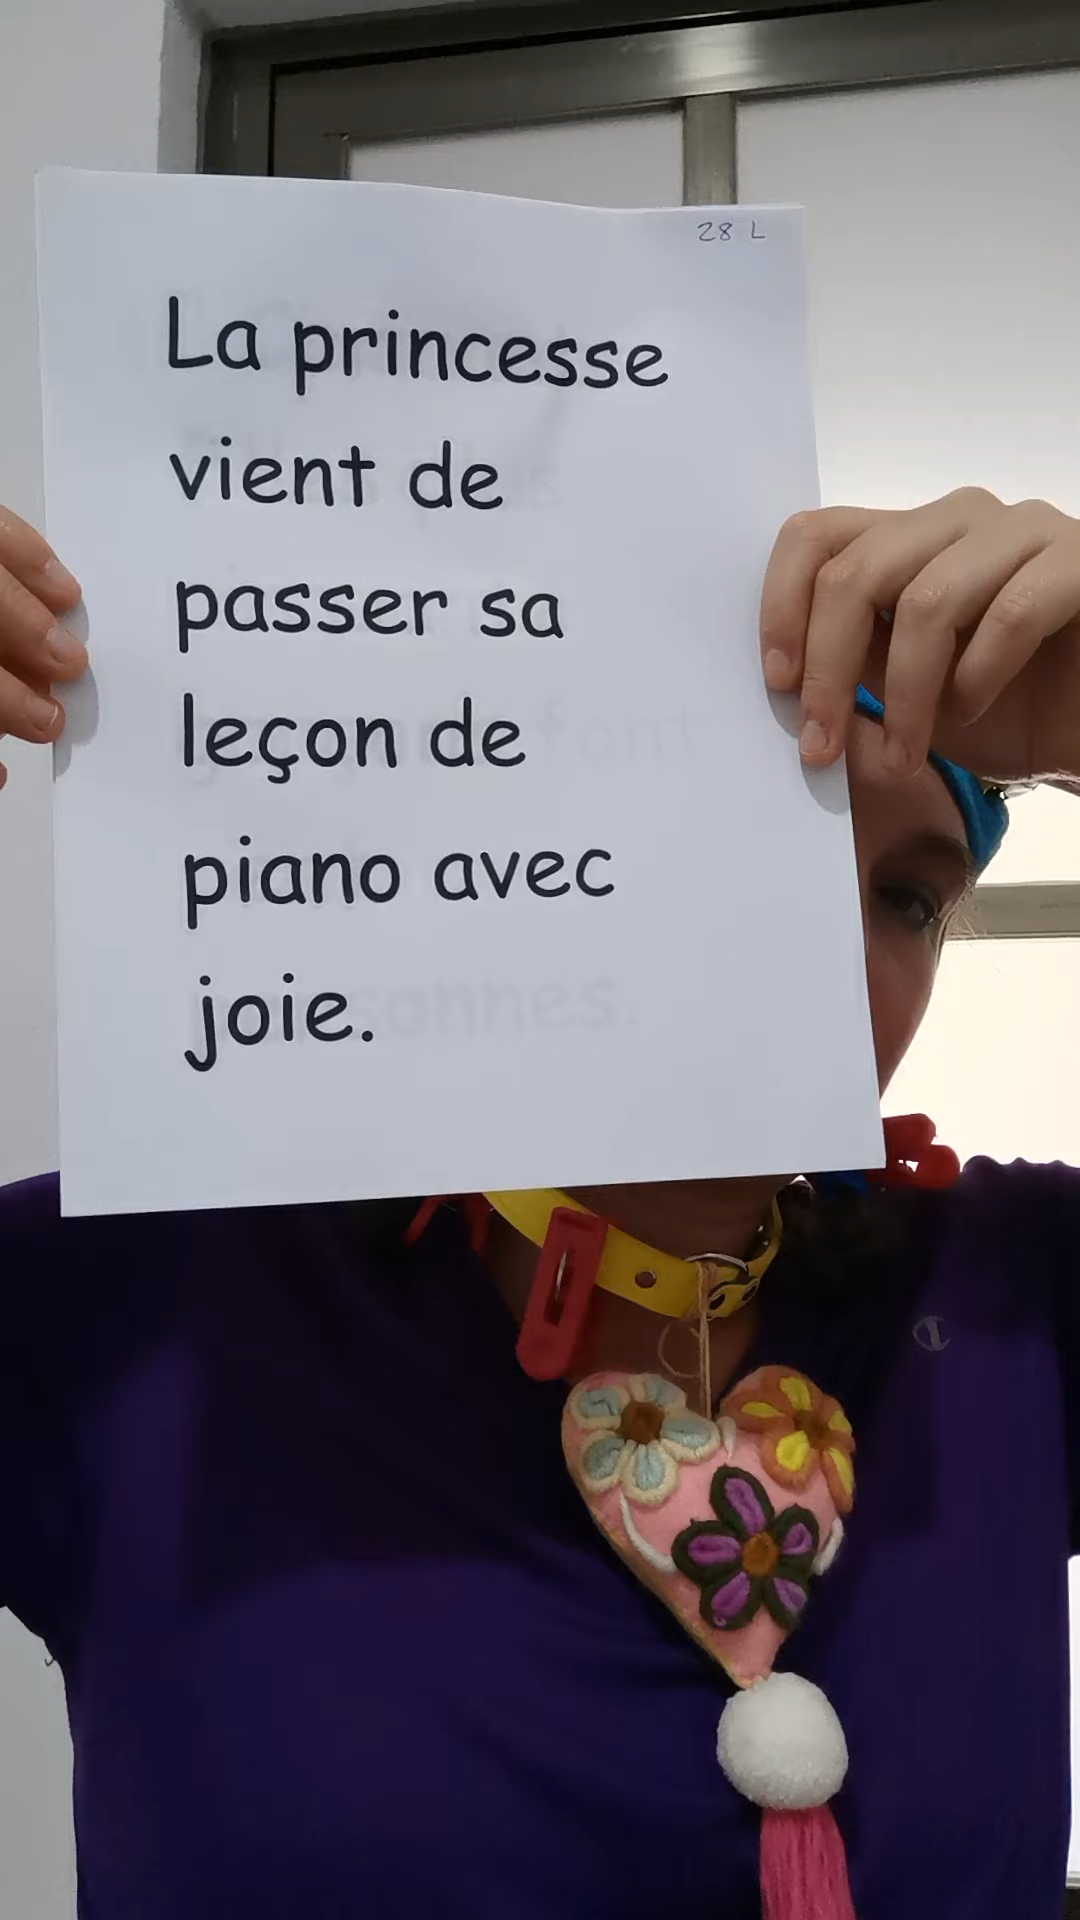 28 L
La princesse
vient de
passer sa
leçon de
piano avec
joie.